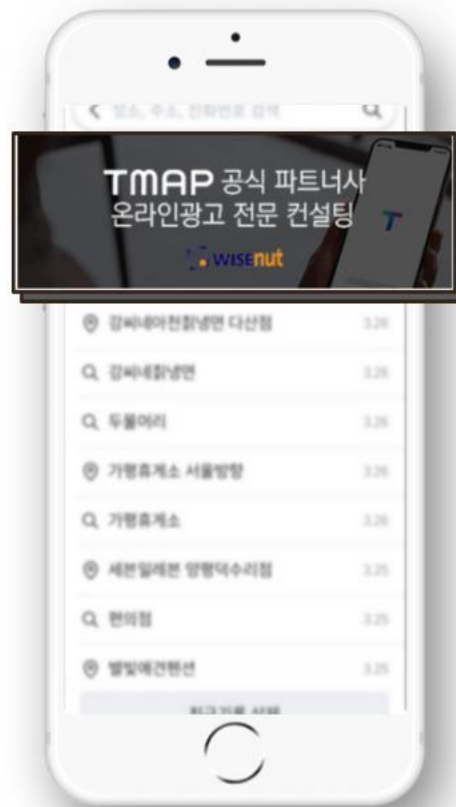 장소, 주소, 전화번호 검색
TMAP 공식 파트너사
온라인광고 전문 컨설팅
T
WISEnut
강씨네아전칡냉면 다산점 3.26
강씨네칡냉면 3.26
두물머리 3.26
가평휴게소 서울방향 3.26
가평휴게소 3.26
세븐일레븐 양평덕수리점 3.25
편의점 3.25
별빛애견펜션 3.25